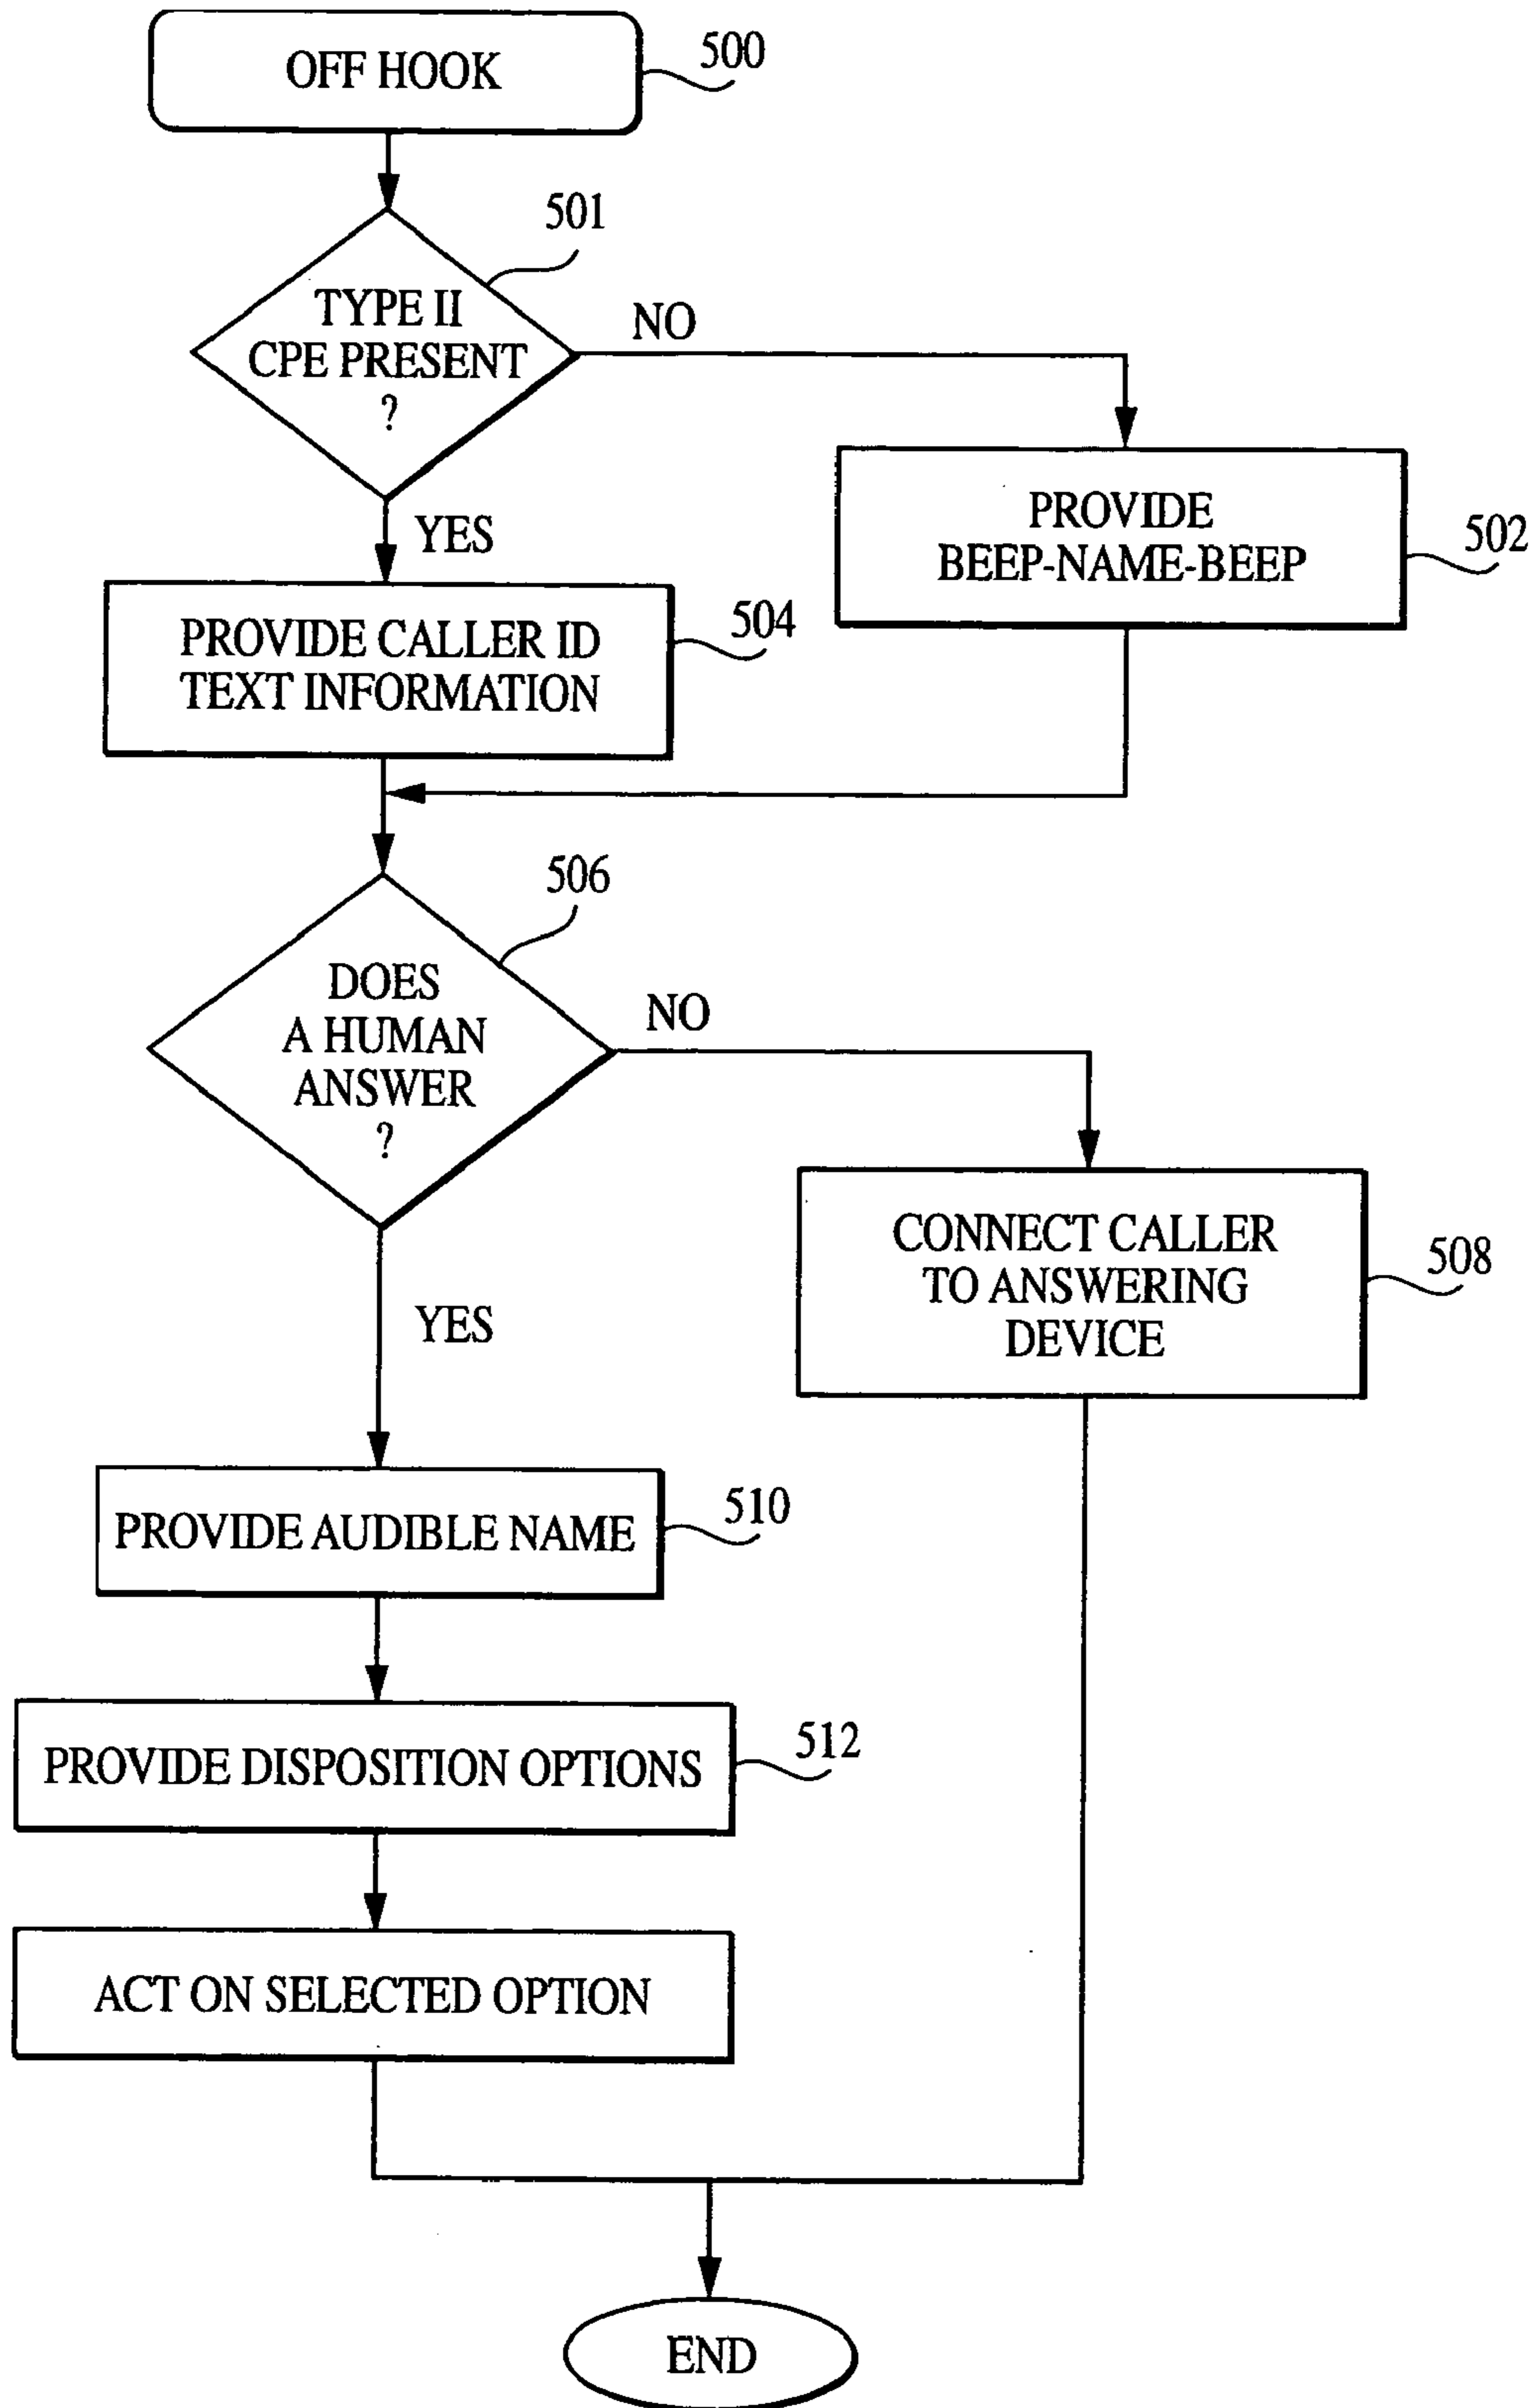 OFF HOOK
500
501
TYPE II
CPE PRESENT
?
NO
YES
PROVIDE
BEEP-NAME-BEEP
502
PROVIDE CALLER ID
TEXT INFORMATION
504
506
DOES
A HUMAN
ANSWER
?
NO
YES
CONNECT CALLER
TO ANSWERING
DEVICE
508
PROVIDE AUDIBLE NAME
510
PROVIDE DISPOSITION OPTIONS
512
ACT ON SELECTED OPTION
END